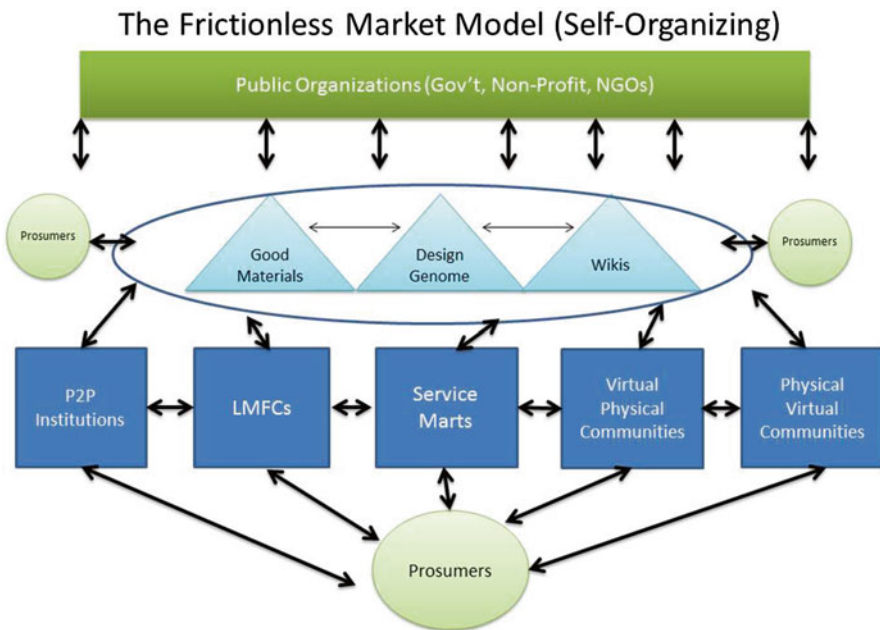 The Frictionless Market Model (Self-Organizing)
Public Organizations (Gov't, Non-Profit, NGOs)
Prosumers
Good
Materials
Design
Genome
Wikis
Prosumers
P2P
Institutions
LMFCs
Service
Marts
Virtual
Physical
Communities
Physical
Virtual
Communities
Prosumers